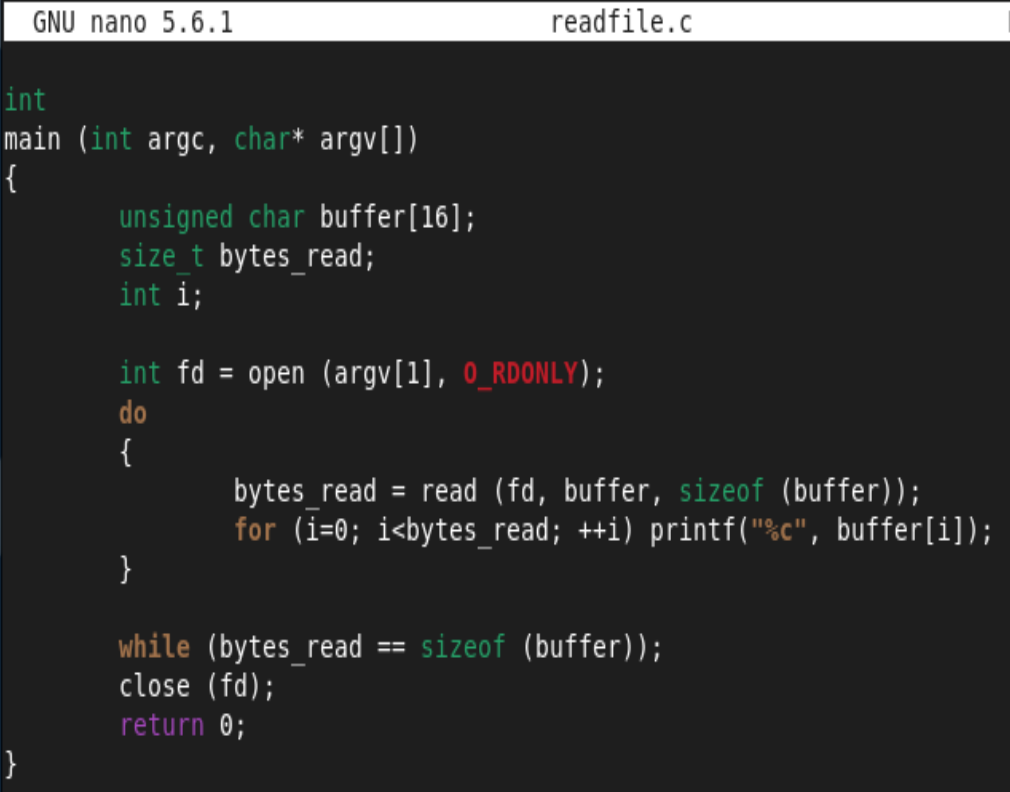 GNU nano 5.6.1 readfile.c
int
main (int argc, char* argv[])
{
unsigned char buffer[16];
size_t bytes_read;
int i;
int fd = open (argv[1], O_RDONLY);
do
{
bytes_read = read (fd, buffer, sizeof (buffer));
for (i=0; i<bytes_read; ++i) printf("%c", buffer[i]);
}
while (bytes_read == sizeof (buffer));
close (fd);
return 0;
}